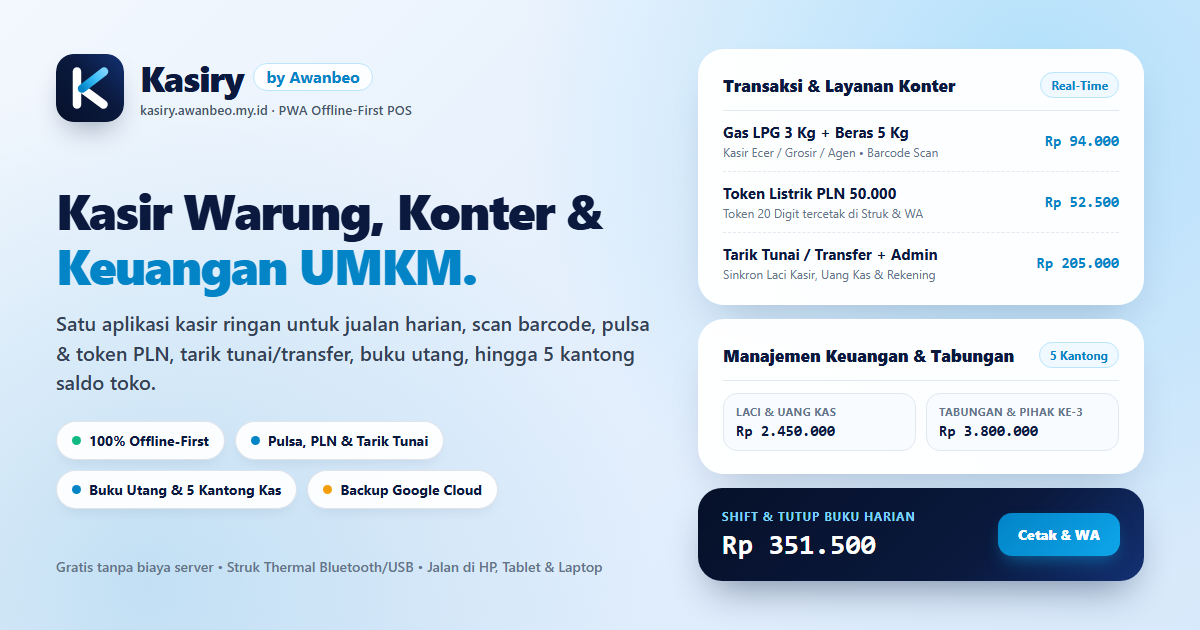 Kasiry by Awanbeo
kasiry.awanbeo.my.id · PWA Offline-First POS
Kasir Warung, Konter &
Keuangan UMKM.
Satu aplikasi kasir ringan untuk jualan harian, scan barcode, pulsa
& token PLN, tarik tunai/transfer, buku utang, hingga 5 kantong
saldo toko.
100% Offline-First
Pulsa, PLN & Tarik Tunai
Buku Utang & 5 Kantong Kas
Backup Google Cloud
Gratis tanpa biaya server • Struk Thermal Bluetooth/USB • Jalan di HP, Tablet & Laptop
Transaksi & Layanan Konter
Real-Time
Gas LPG 3 Kg + Beras 5 Kg
Kasir Ecer / Grosir / Agen • Barcode Scan
Rp 94.000
Token Listrik PLN 50.000
Token 20 Digit tercetak di Struk & WA
Rp 52.500
Tarik Tunai / Transfer + Admin
Sinkron Laci Kasir, Uang Kas & Rekening
Rp 205.000
Manajemen Keuangan & Tabungan
5 Kantong
LACI & UANG KAS
Rp 2.450.000
TABUNGAN & PIHAK KE-3
Rp 3.800.000
SHIFT & TUTUP BUKU HARIAN
Rp 351.500
Cetak & WA